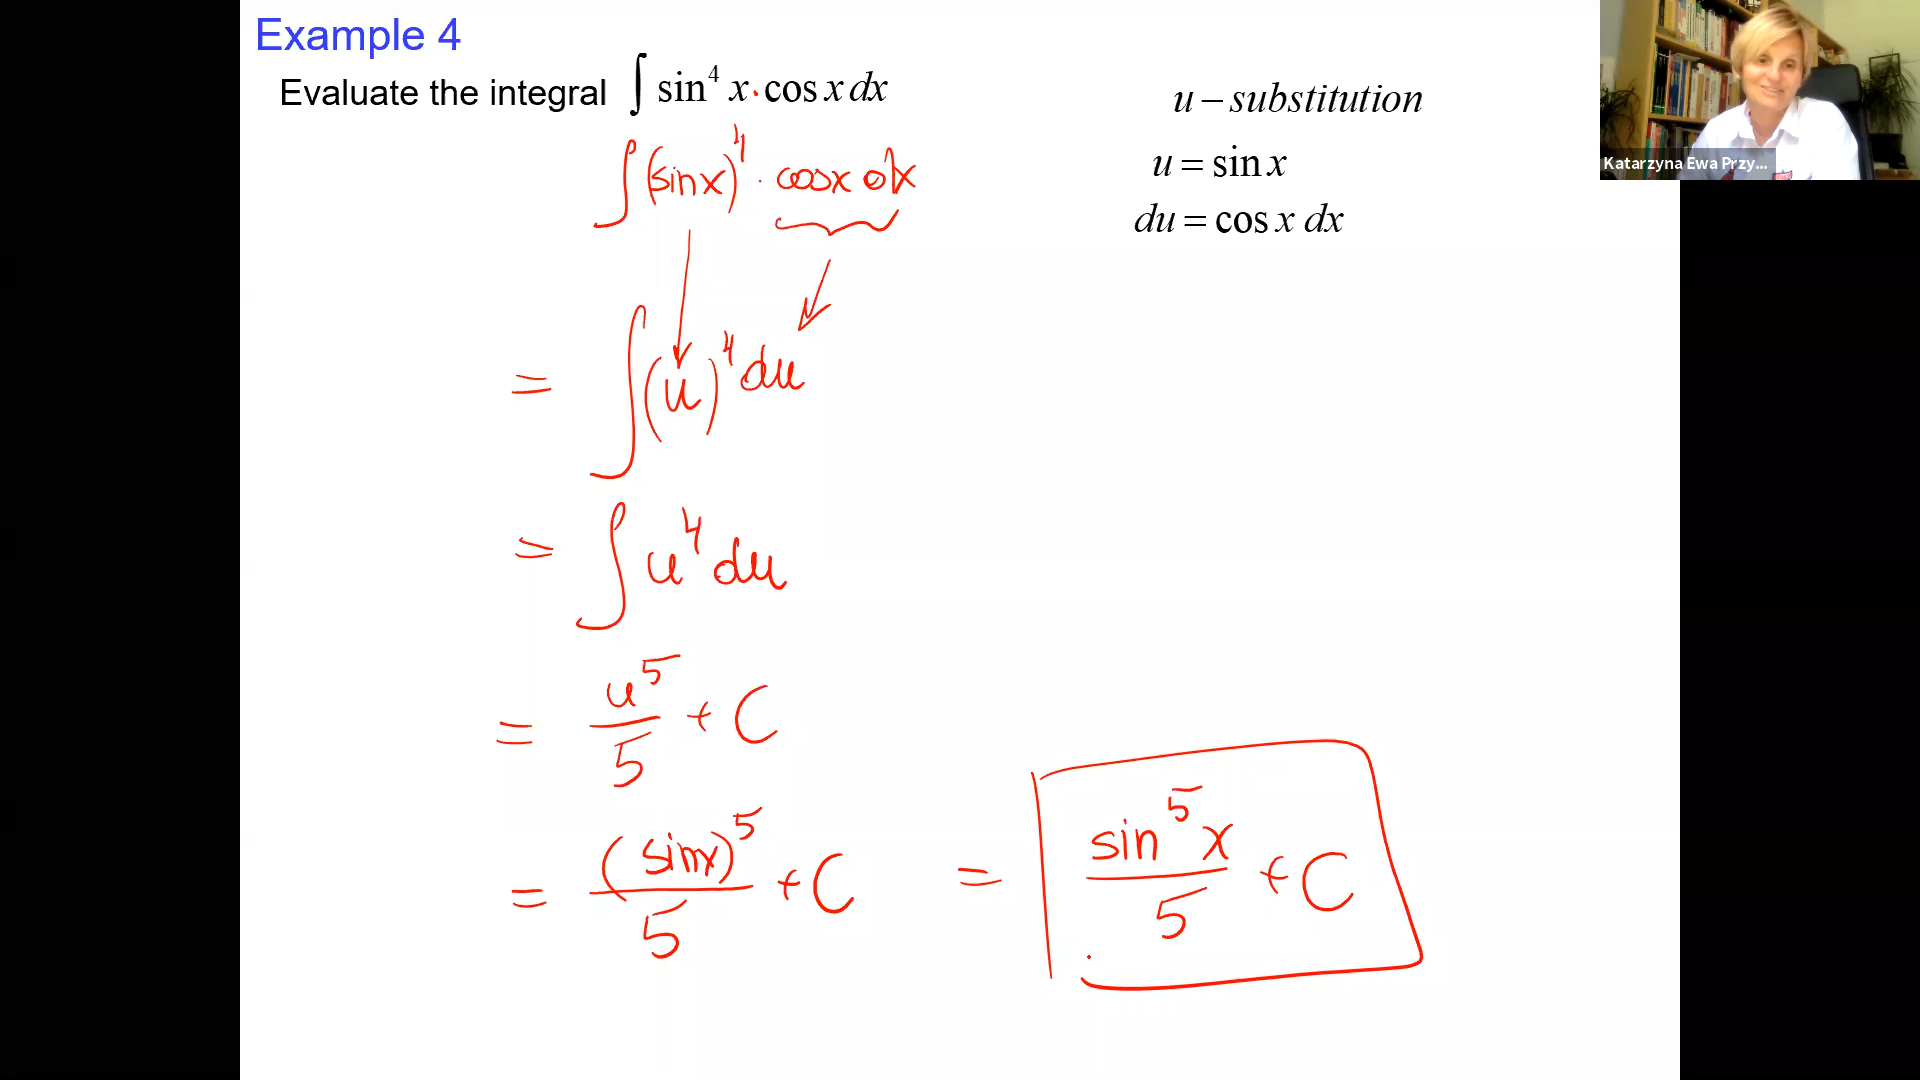 Example 4
Evaluate the integral ∫ sin⁴ x · cos x dx
u – substitution
u = sin x
du = cos x dx
∫ (sin x)⁴ · cos x dx
= ∫ (u)⁴ du
= ∫ u⁴ du
= u⁵/5 + C
= (sin x)⁵/5 + C = sin⁵ x/5 + C
Katarzyna Ewa Przy...